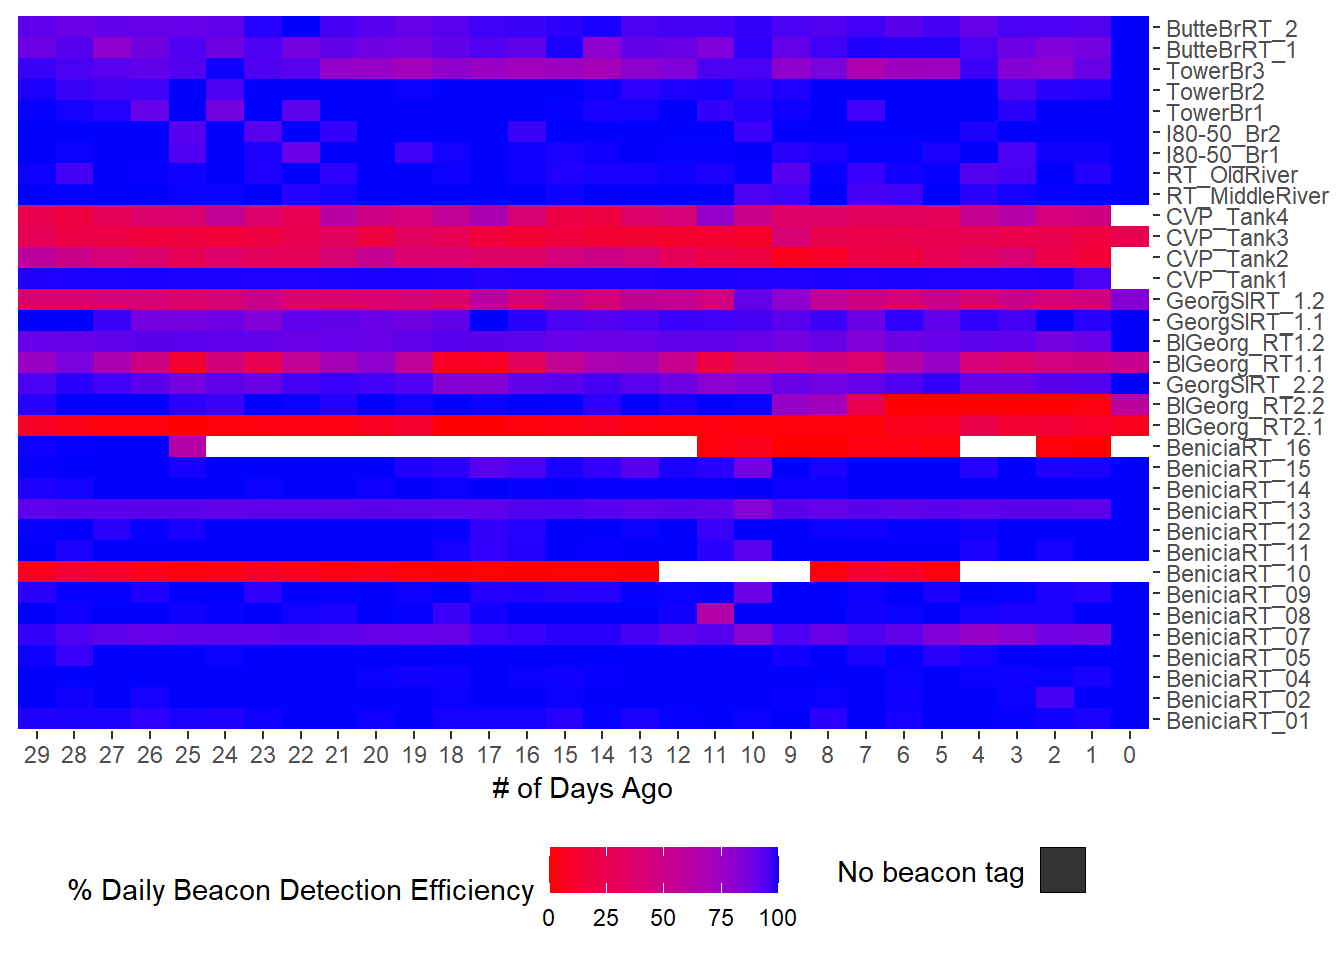 ButteBrRT_2
ButteBrRT_1
TowerBr3
TowerBr2
TowerBr1
I80-50_Br2
I80-50_Br1
RT_OldRiver
RT_MiddleRiver
CVP_Tank4
CVP_Tank3
CVP_Tank2
CVP_Tank1
GeorgSlRT_1.2
GeorgSlRT_1.1
BlGeorg_RT1.2
BlGeorg_RT1.1
GeorgSlRT_2.2
BlGeorg_RT2.2
BlGeorg_RT2.1
BeniciaRT_16
BeniciaRT_15
BeniciaRT_14
BeniciaRT_13
BeniciaRT_12
BeniciaRT_11
BeniciaRT_10
BeniciaRT_09
BeniciaRT_08
BeniciaRT_07
BeniciaRT_05
BeniciaRT_04
BeniciaRT_02
BeniciaRT_01
29 28 27 26 25 24 23 22 21 20 19 18 17 16 15 14 13 12 11 10 9 8 7 6 5 4 3 2 1 0
# of Days Ago
% Daily Beacon Detection Efficiency
0 25 50 75 100
No beacon tag